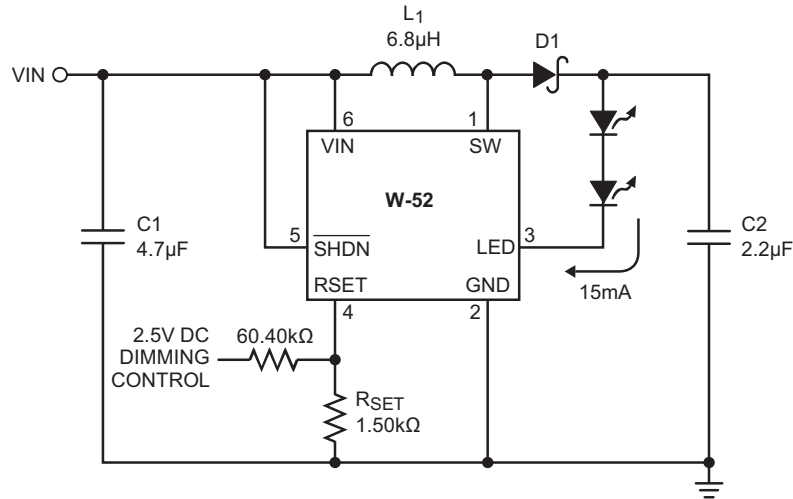 L1
6.8µH
D1
VIN
6
1
VIN
SW
W-52
C1
4.7µF
5
SHDN
3
LED
C2
2.2µF
RSET
GND
15mA
4
2
2.5V DC
DIMMING
CONTROL
60.40kΩ
RSET
1.50kΩ